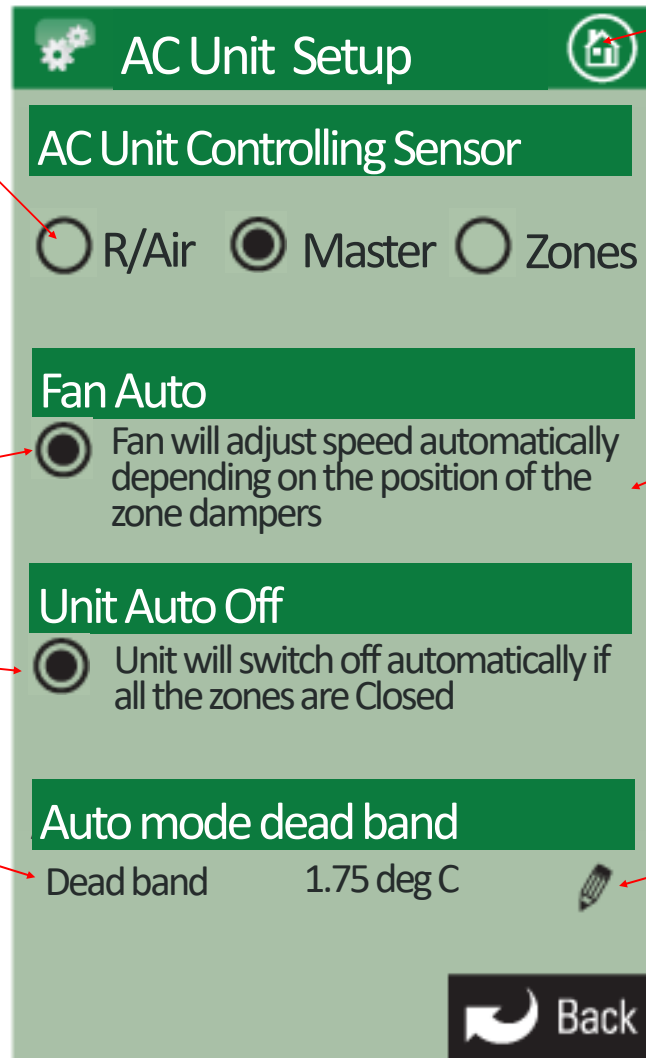 AC Unit Setup
AC Unit Controlling Sensor
R/Air Master Zones
Fan Auto
Fan will adjust speed automatically
depending on the position of the
zone dampers
Unit Auto Off
Unit will switch off automatically if
all the zones are Closed
Auto mode dead band
Dead band 1.75 deg C
Back